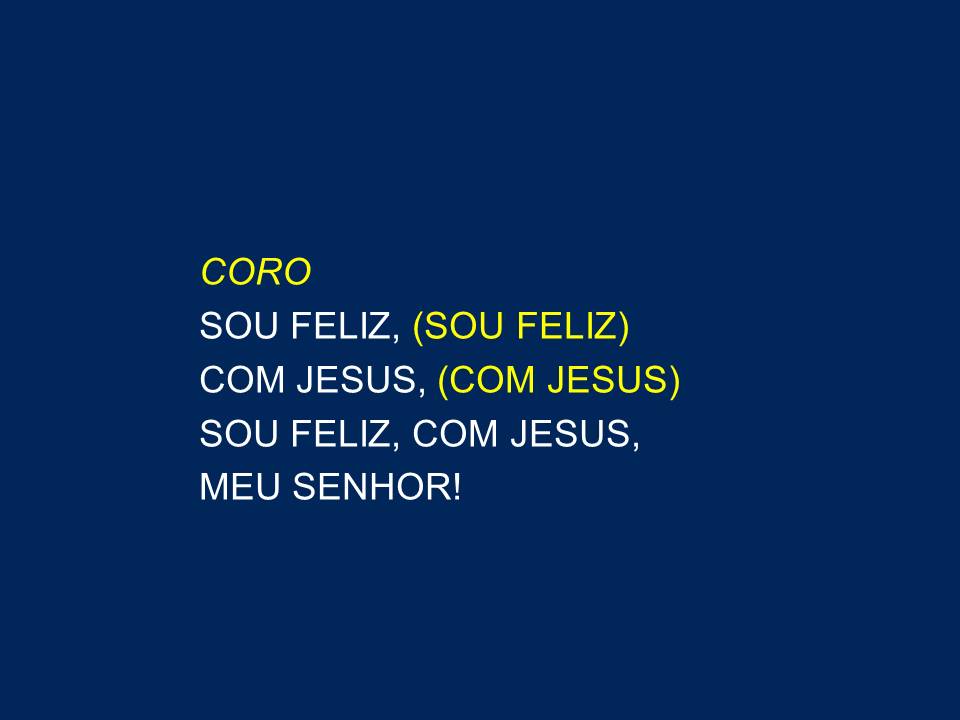 CORO
SOU FELIZ, (SOU FELIZ)
COM JESUS, (COM JESUS)
SOU FELIZ, COM JESUS,
MEU SENHOR!